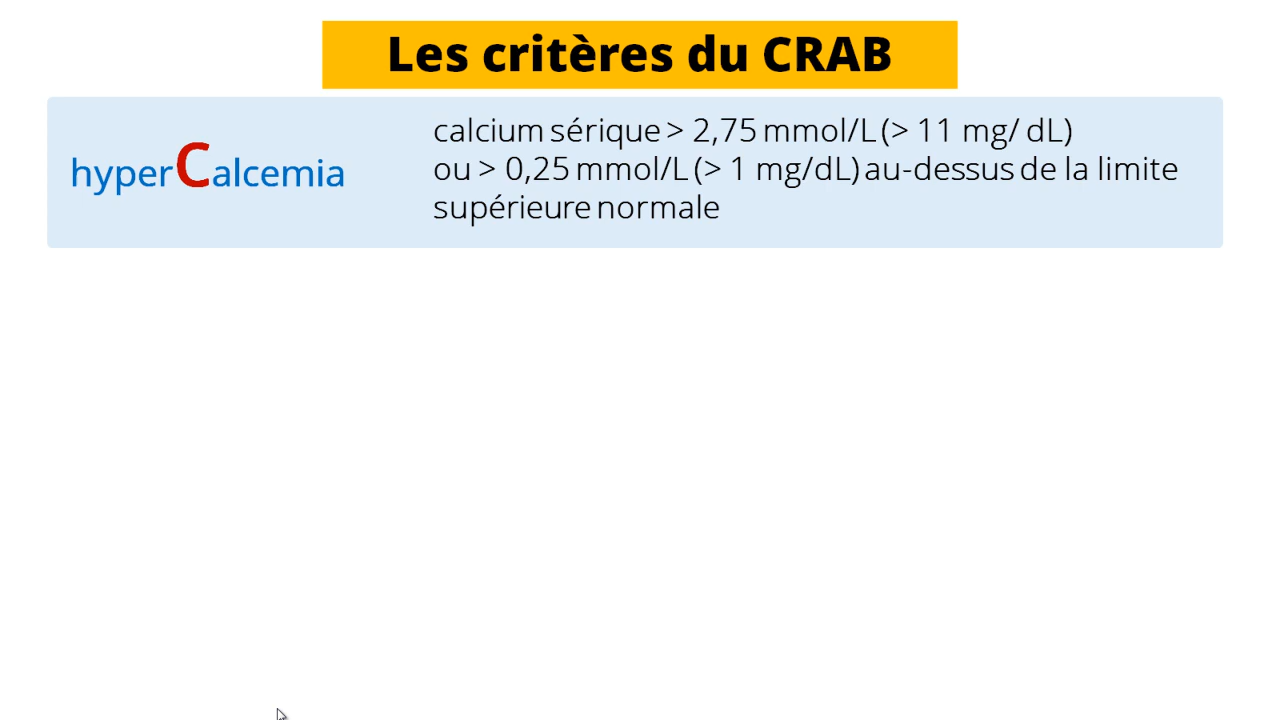 Les critères du CRAB
hyperCalcemia
calcium sérique > 2,75 mmol/L (> 11 mg/ dL)
ou > 0,25 mmol/L (> 1 mg/dL) au-dessus de la limite
supérieure normale